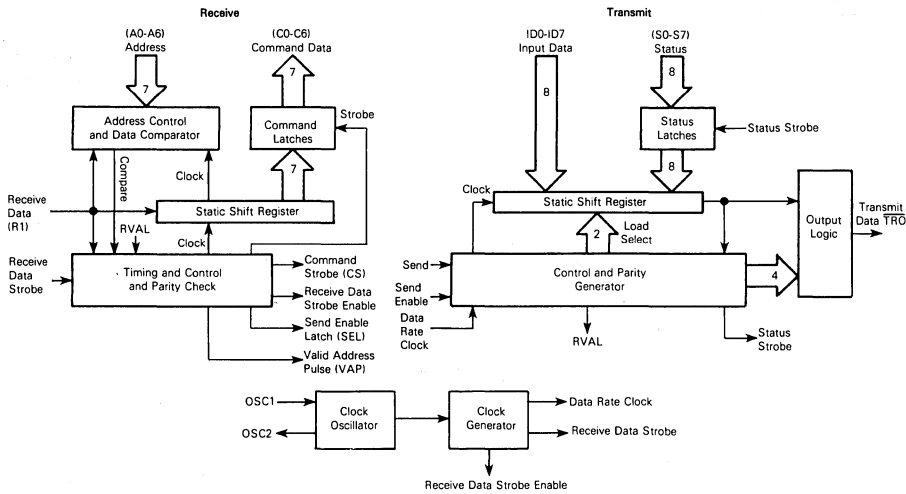 Receive
(A0-A6)
Address
7
(C0-C6)
Command Data
7
Strobe
Address Control
and Data Comparator
Command
Latches
7
Compare
Clock
Receive
Data
(R1)
RVAL
Static Shift Register
Clock
Receive
Data
Strobe
Timing and Control
and Parity Check
Command
Strobe (CS)
Receive Data
Strobe Enable
Send Enable
Latch (SEL)
Valid Address
Pulse (VAP)
Transmit
ID0-ID7
Input Data
8
(S0-S7)
Status
8
Status
Latches
Status Strobe
8
Clock
Static Shift Register
2
Load
Select
Output
Logic
Transmit
Data TRO
Send
Send
Enable
Data
Rate
Clock
Control and Parity
Generator
4
RVAL
Status
Strobe
OSC1
OSC2
Clock
Oscillator
Clock
Generator
Data Rate Clock
Receive Data Strobe
Receive Data Strobe Enable